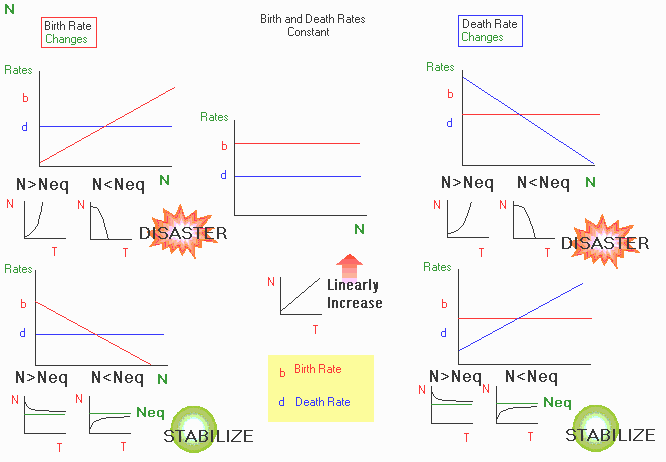 N
Birth Rate
Changes
Birth and Death Rates
Constant
Death Rate
Changes
Rates
b
d
N
N>Neq
N<Neq
N
T
N
T
DISASTER
Rates
b
d
N
N
T
Linearly
Increase
b Birth Rate
d Death Rate
Rates
b
d
N>Neq
N<Neq
N
N
T
N
T
DISASTER
Rates
b
d
N>Neq
N<Neq
N
N
T
N
T
Neq
STABILIZE
Rates
b
d
N>Neq
N<Neq
N
N
T
N
T
Neq
STABILIZE